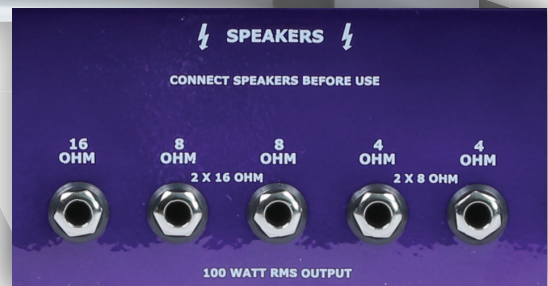 SPEAKERS
CONNECT SPEAKERS BEFORE USE
16 OHM
8 OHM
8 OHM
4 OHM
4 OHM
2 X 16 OHM
2 X 8 OHM
100 WATT RMS OUTPUT